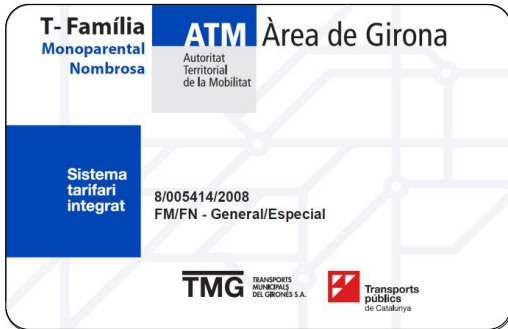 T- Família
Monoparental
Nombrosa
ATM Àrea de Girona
Autoritat
Territorial
de la Mobilitat
Sistema
tarifari
integrat
8/005414/2008
FM/FN - General/Especial
TMG TRANSPORTS
MUNICIPALS
DEL GIRONÈS S.A.
Transports
públics
de Catalunya